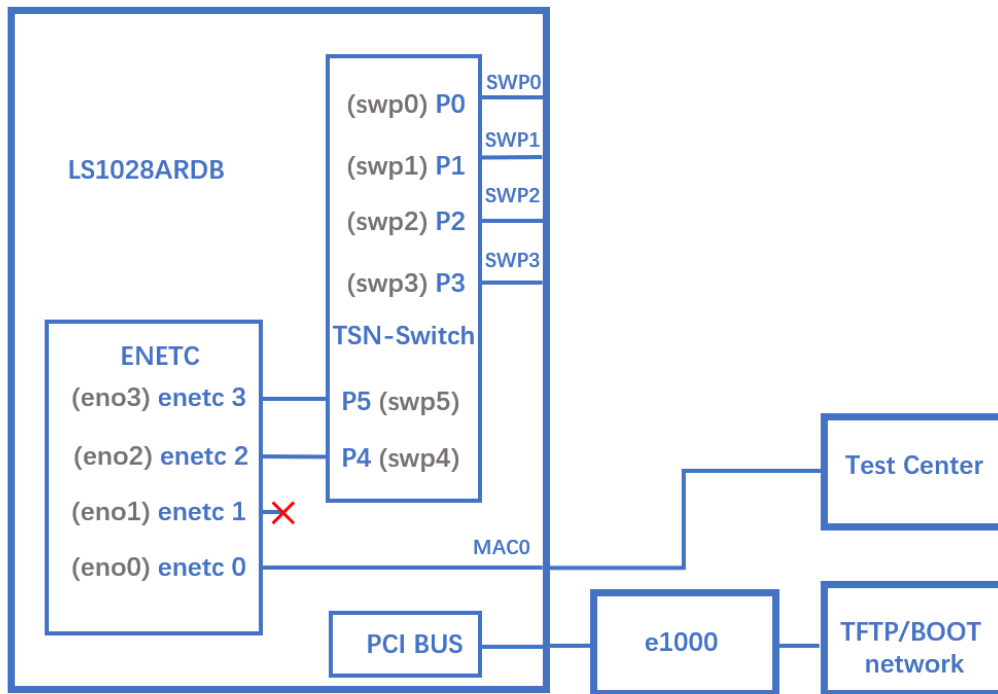 SWP0
(swp0) P0
SWP1
LS1028ARDB
(swp1) P1
SWP2
(swp2) P2
SWP3
(swp3) P3
TSN-Switch
ENETC
(eno3) enetc 3
P5 (swp5)
(eno2) enetc 2
P4 (swp4)
Test Center
(eno1) enetc 1
MAC0
(eno0) enetc 0
PCI BUS
e1000
TFTP/BOOT
network